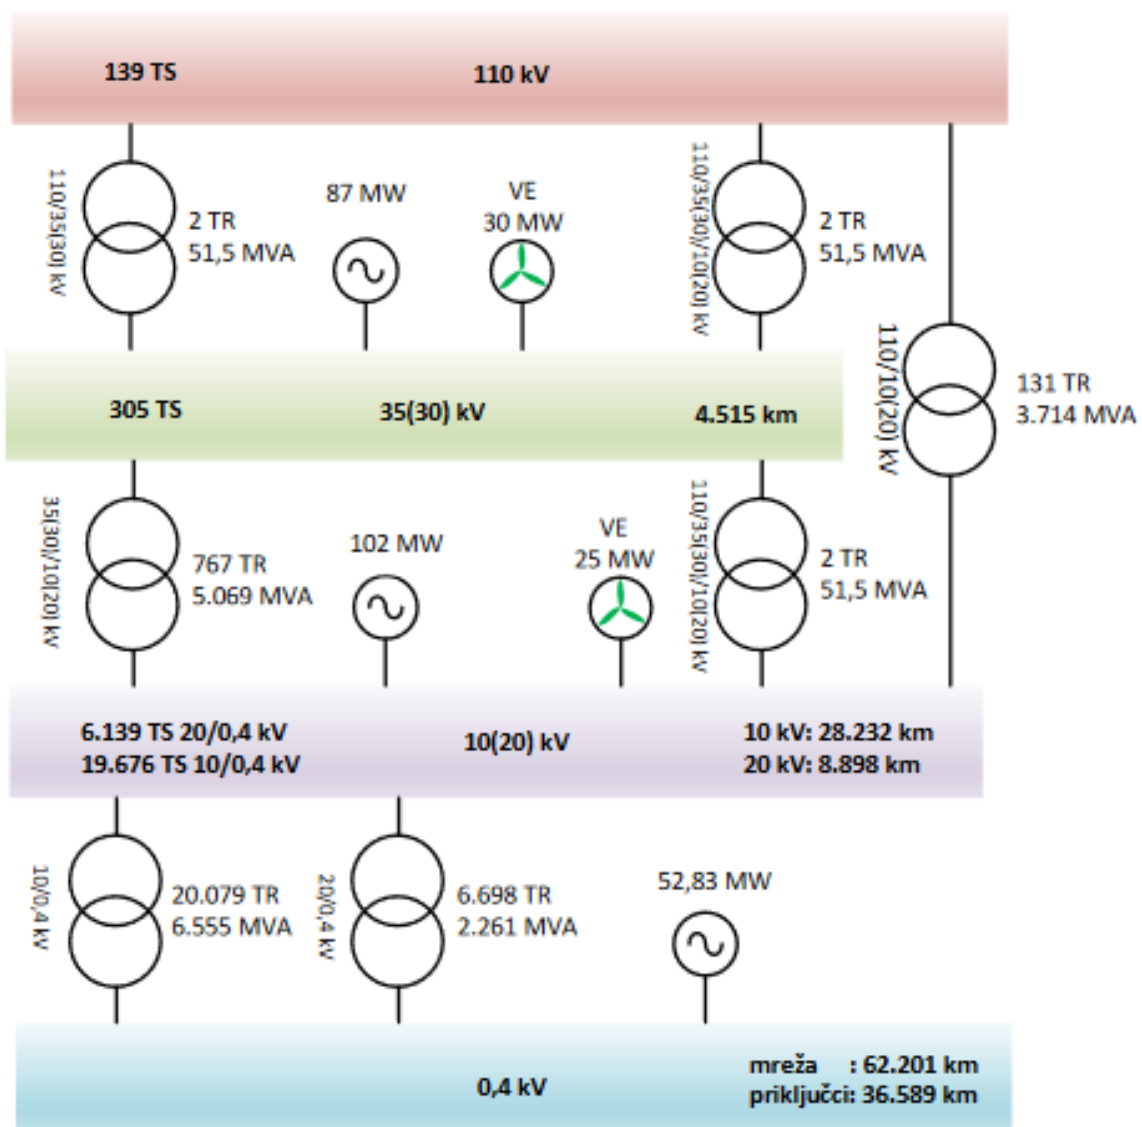 139 TS
110 kV
110/35(30) kV
2 TR
51,5 MVA
87 MW
VE
30 MW
110/35(30)/10(20) kV
2 TR
51,5 MVA
110/10(20) kV
131 TR
3.714 MVA
305 TS
35(30) kV
4.515 km
35(30)/10(20) kV
767 TR
5.069 MVA
102 MW
VE
25 MW
110/35(30)/10(20) kV
2 TR
51,5 MVA
6.139 TS 20/0,4 kV
19.676 TS 10/0,4 kV
10(20) kV
10 kV: 28.232 km
20 kV: 8.898 km
10/0,4 kV
20.079 TR
6.555 MVA
20/0,4 kV
6.698 TR
2.261 MVA
52,83 MW
0,4 kV
mreža : 62.201 km
priključci: 36.589 km